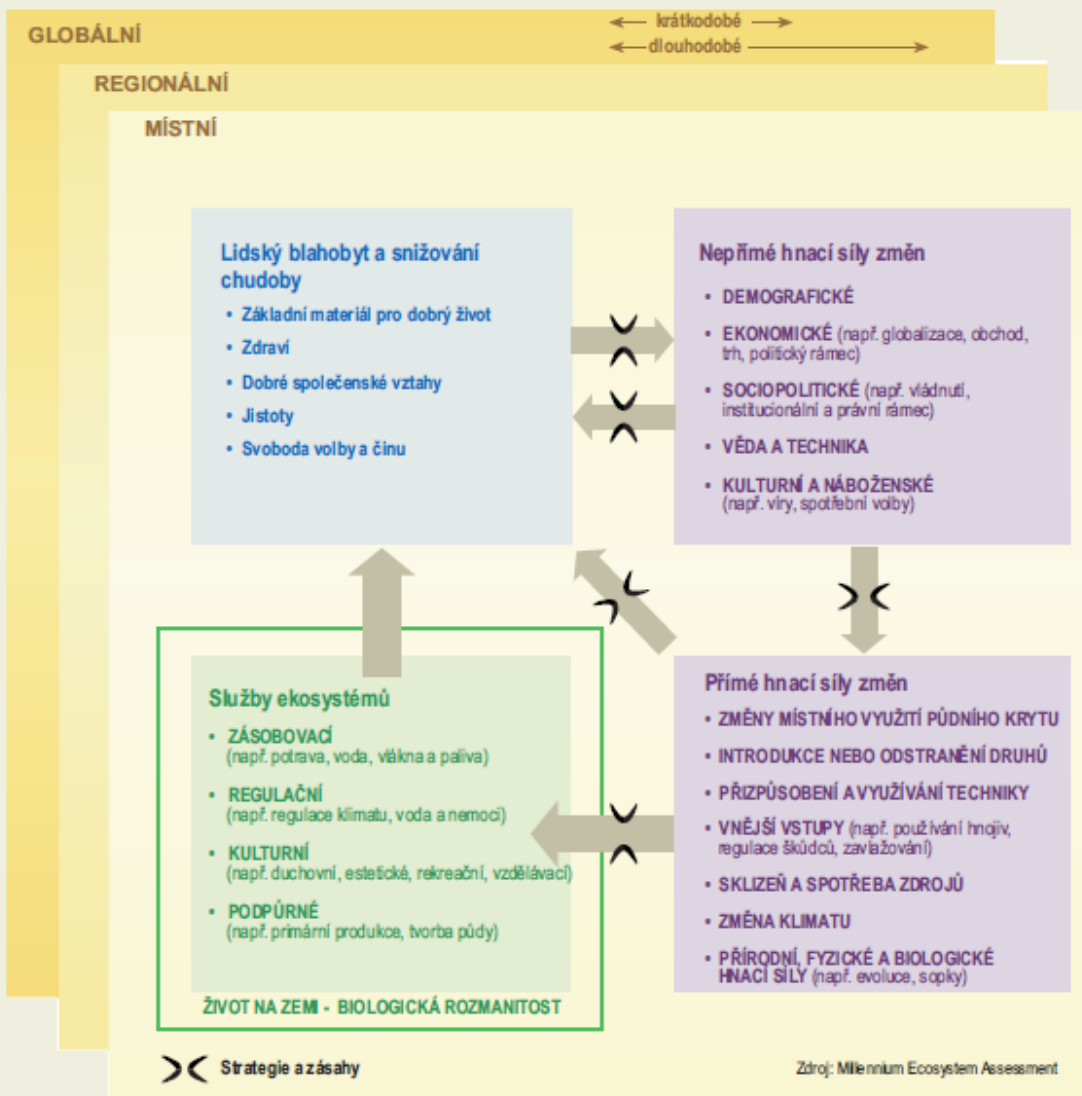 GLOBÁLNÍ
krátkodobé
dlouhodobé
REGIONÁLNÍ
MÍSTNÍ
Lidský blahobyt a snižování
chudoby
• Základní materiál pro dobrý život
• Zdraví
• Dobré společenské vztahy
• Jistoty
• Svoboda volby a činu
Nepřímé hnací síly změn
• DEMOGRAFICKÉ
• EKONOMICKÉ (např. globalizace, obchod,
trh, politický rámec)
• SOCIOPOLITICKÉ (např. vládnutí,
institucionální a právní rámec)
• VĚDA A TECHNIKA
• KULTURNÍ A NÁBOŽENSKÉ
(např. víry, spotřební volby)
Služby ekosystémů
• ZÁSOBOVACÍ
(např. potrava, voda, vlákna a paliva)
• REGULAČNÍ
(např. regulace klimatu, voda a nemoci)
• KULTURNÍ
(např. duchovní, estetické, rekreační, vzdělávací)
• PODPŮRNÉ
(např. primární produkce, tvorba půdy)
ŽIVOT NA ZEMI - BIOLOGICKÁ ROZMANITOST
Přímé hnací síly změn
• ZMĚNY MÍSTNÍHO VYUŽITÍ PŮDNÍHO KRYTU
• INTRODUKCE NEBO ODSTRANĚNÍ DRUHŮ
• PŘIZPŮSOBENÍ A VYUŽÍVÁNÍ TECHNIKY
• VNĚJŠÍ VSTUPY (např. používání hnojiv,
regulace škůdců, zavlažování)
• SKLIZEŇ A SPOTŘEBA ZDROJŮ
• ZMĚNA KLIMATU
• PŘÍRODNÍ, FYZICKÉ A BIOLOGICKÉ
HNACÍ SÍLY (např. evoluce, sopky)
Strategie a zásahy
Zdroj: Millennium Ecosystem Assessment